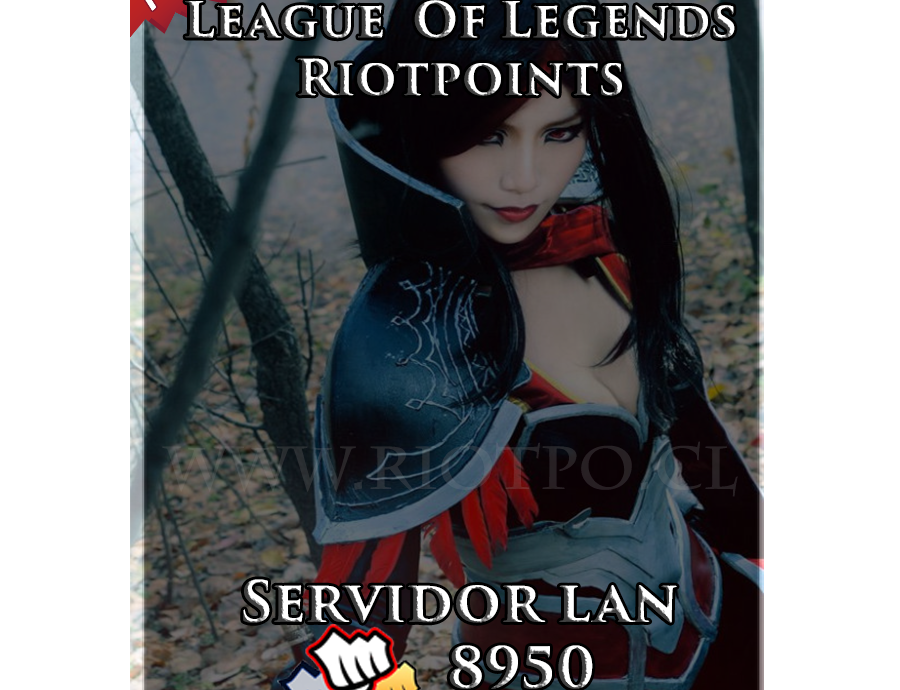 League Of Legends
Riotpoints
WWW.RIOTPO.CL
Servidor LAN
8950